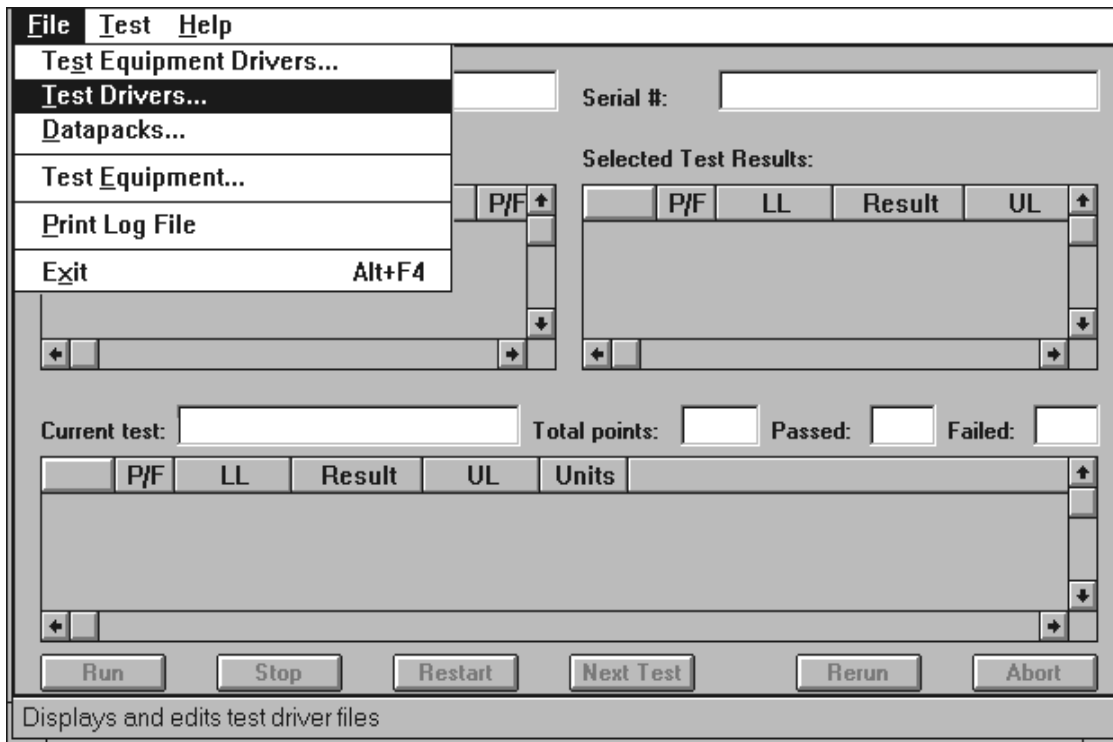 File Test Help
Test Equipment Drivers...
Test Drivers...
Datapacks...
Test Equipment...
Print Log File
Exit Alt+F4
Serial #:
Selected Test Results:
P/F
P/F LL Result UL
Current test: Total points: Passed: Failed:
P/F LL Result UL Units
Run Stop Restart Next Test Rerun Abort
Displays and edits test driver files